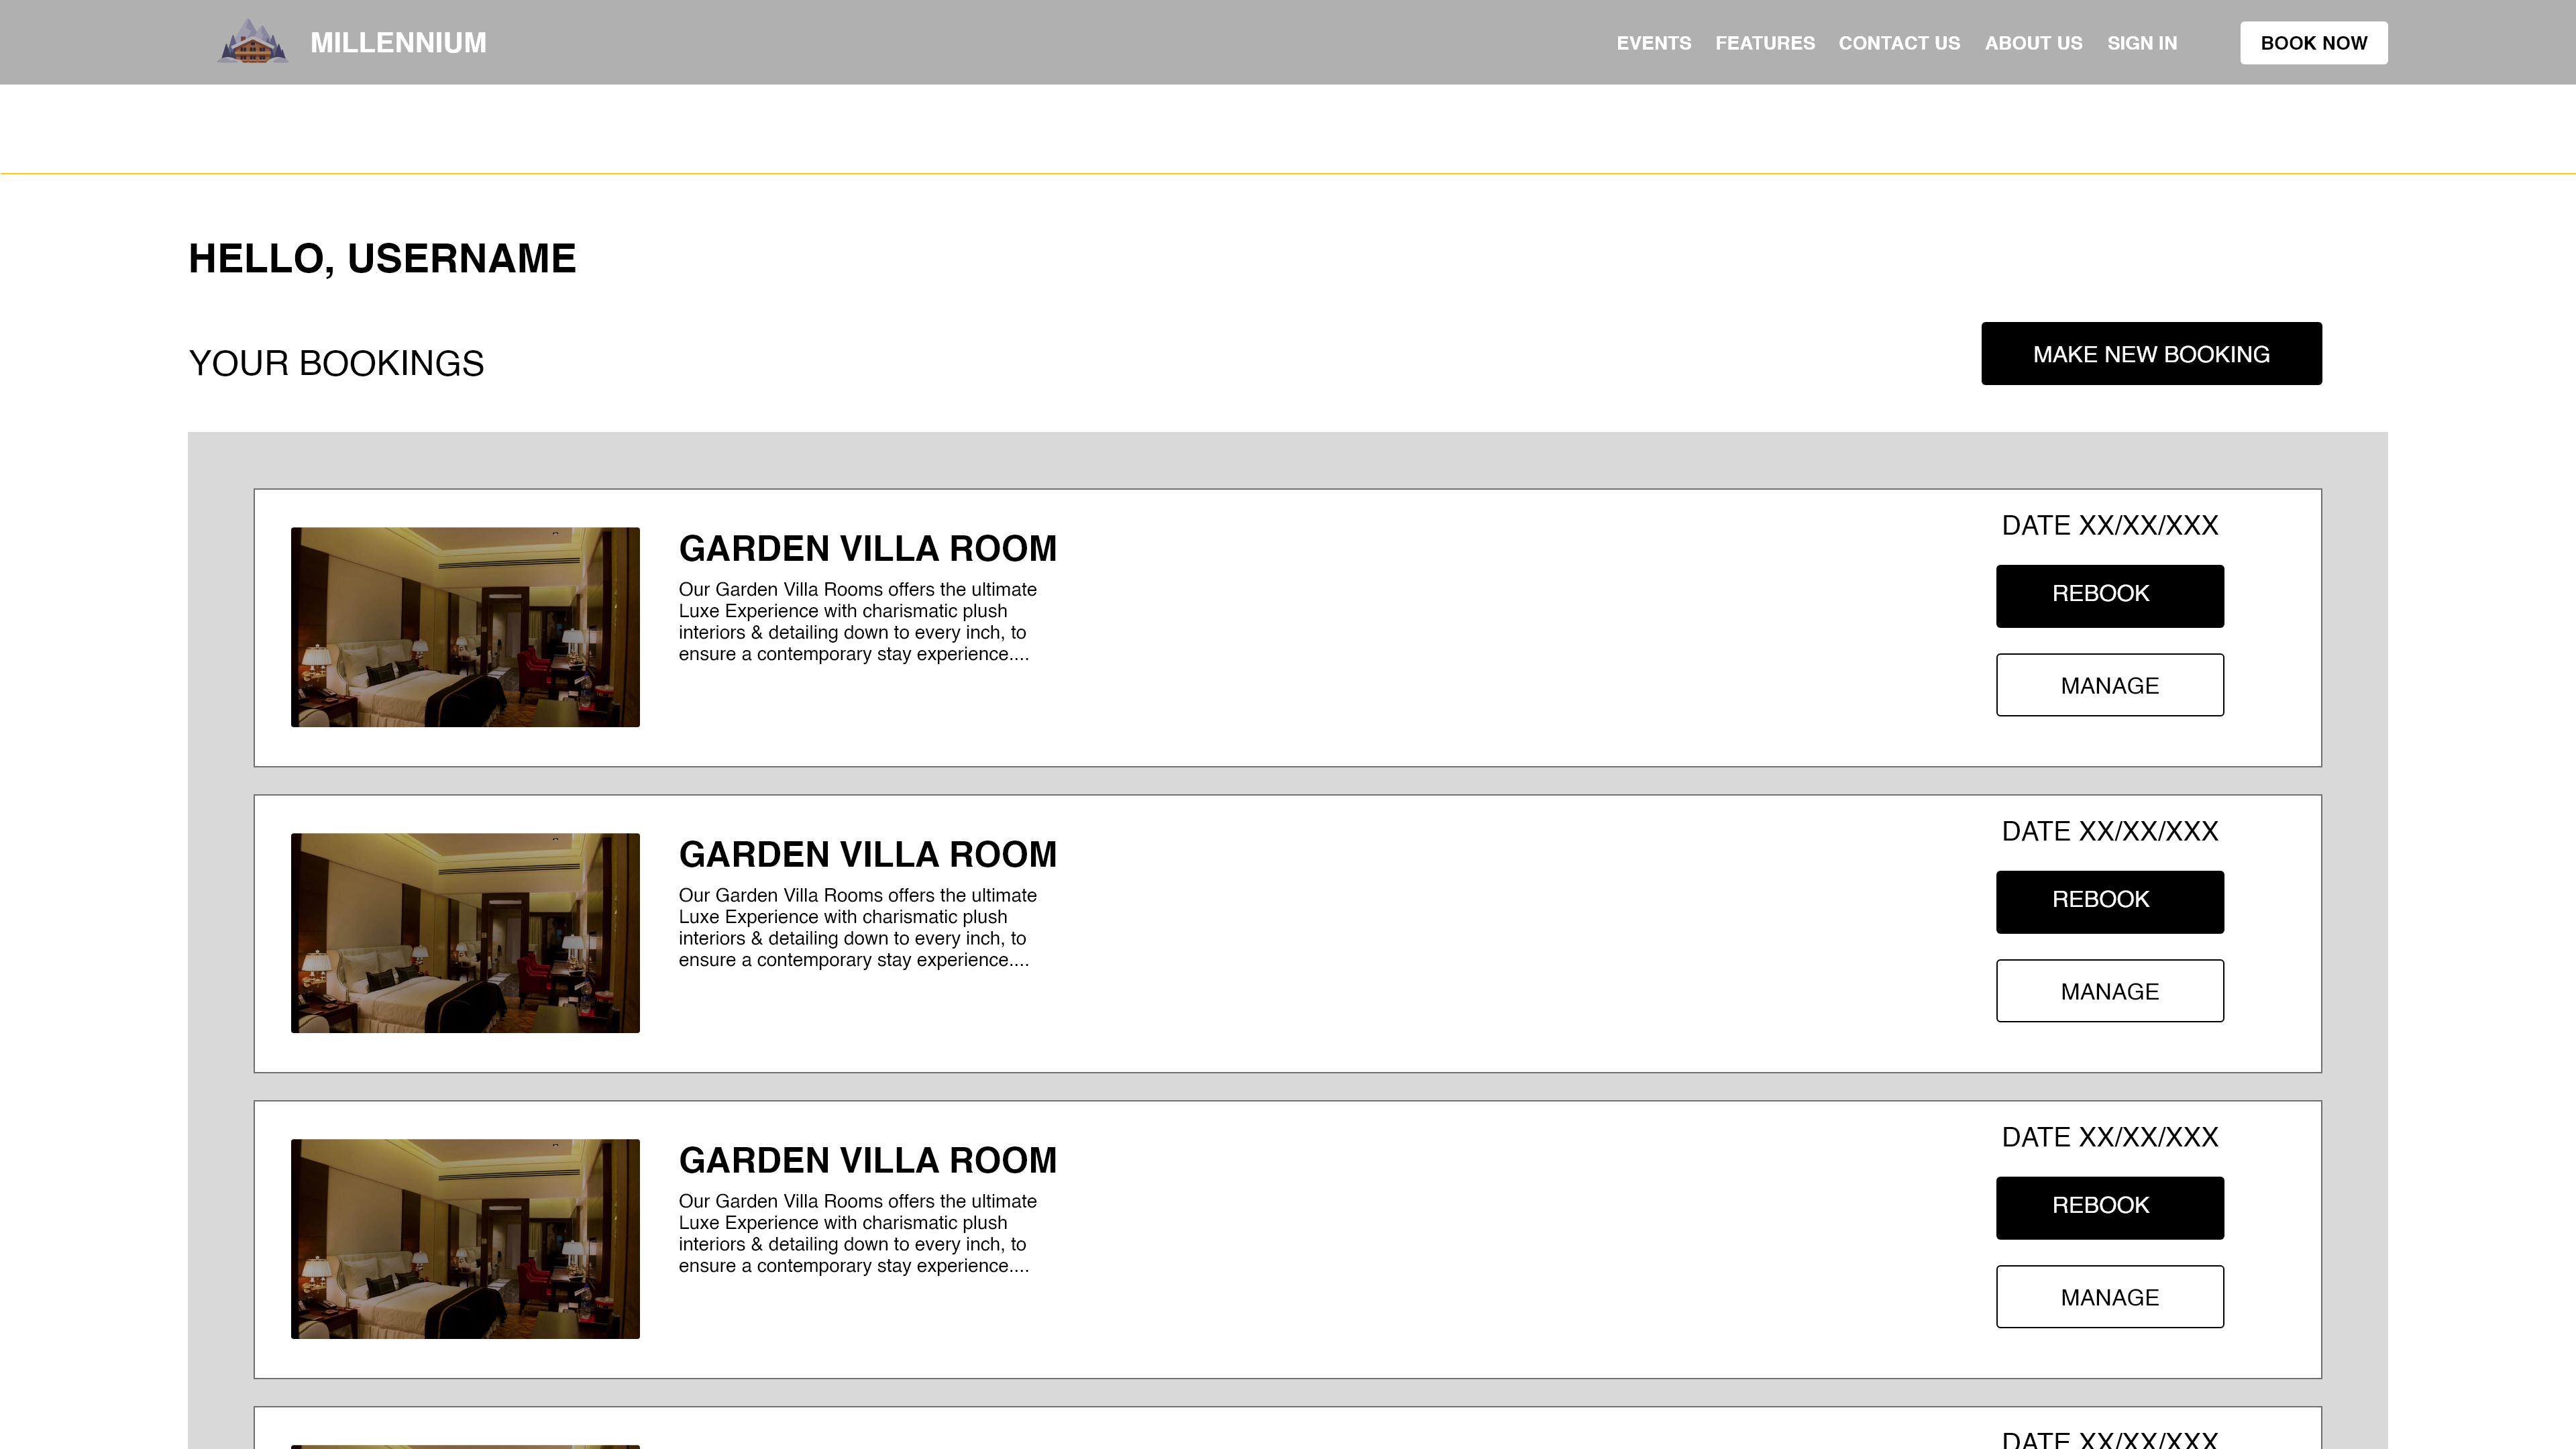 MILLENNIUM
EVENTS FEATURES CONTACT US ABOUT US SIGN IN BOOK NOW
HELLO, USERNAME
YOUR BOOKINGS
MAKE NEW BOOKING
GARDEN VILLA ROOM
Our Garden Villa Rooms offers the ultimate
Luxe Experience with charismatic plush
interiors & detailing down to every inch, to
ensure a contemporary stay experience....
DATE XX/XX/XXX
REBOOK
MANAGE
GARDEN VILLA ROOM
Our Garden Villa Rooms offers the ultimate
Luxe Experience with charismatic plush
interiors & detailing down to every inch, to
ensure a contemporary stay experience....
DATE XX/XX/XXX
REBOOK
MANAGE
GARDEN VILLA ROOM
Our Garden Villa Rooms offers the ultimate
Luxe Experience with charismatic plush
interiors & detailing down to every inch, to
ensure a contemporary stay experience....
DATE XX/XX/XXX
REBOOK
MANAGE
DATE XX/XX/XXX